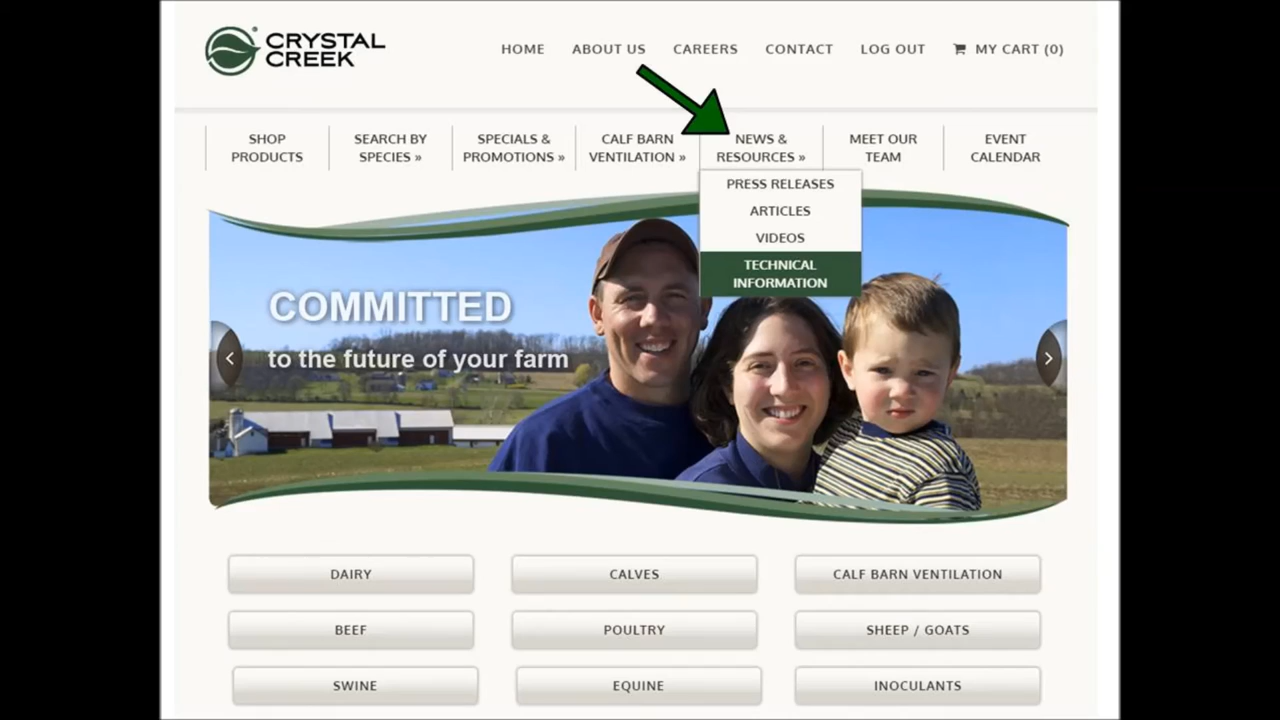 CRYSTAL
CREEK
HOME ABOUT US CAREERS CONTACT LOG OUT MY CART (0)
SHOP
PRODUCTS
SEARCH BY
SPECIES »
SPECIALS &
PROMOTIONS »
CALF BARN
VENTILATION »
NEWS &
RESOURCES »
MEET OUR
TEAM
EVENT
CALENDAR
PRESS RELEASES
ARTICLES
VIDEOS
TECHNICAL
INFORMATION
COMMITTED
to the future of your farm
DAIRY CALVES CALF BARN VENTILATION
BEEF POULTRY SHEEP / GOATS
SWINE EQUINE INOCULANTS